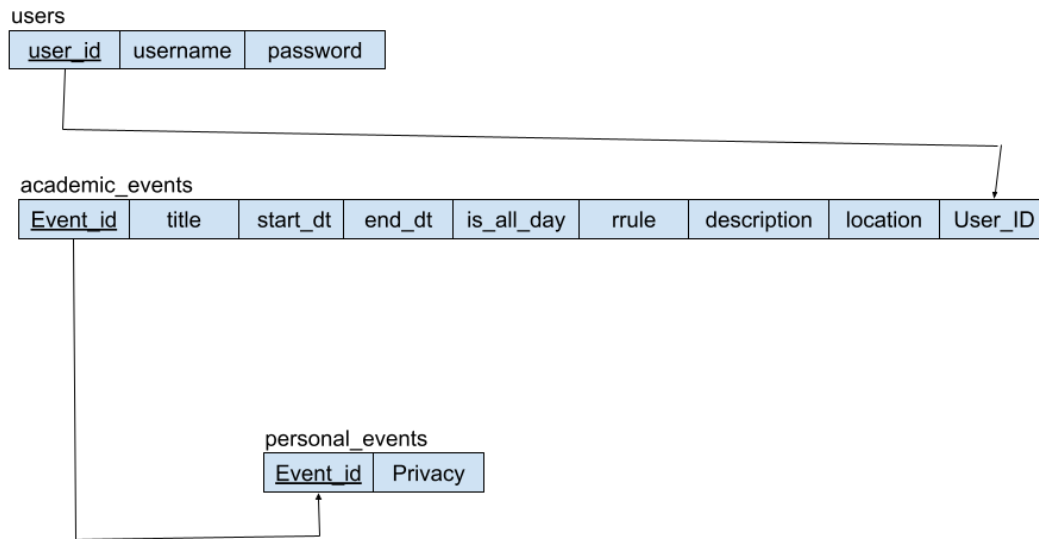 users
user_id username password
academic_events
Event_id title start_dt end_dt is_all_day rrule description location User_ID
personal_events
Event_id Privacy